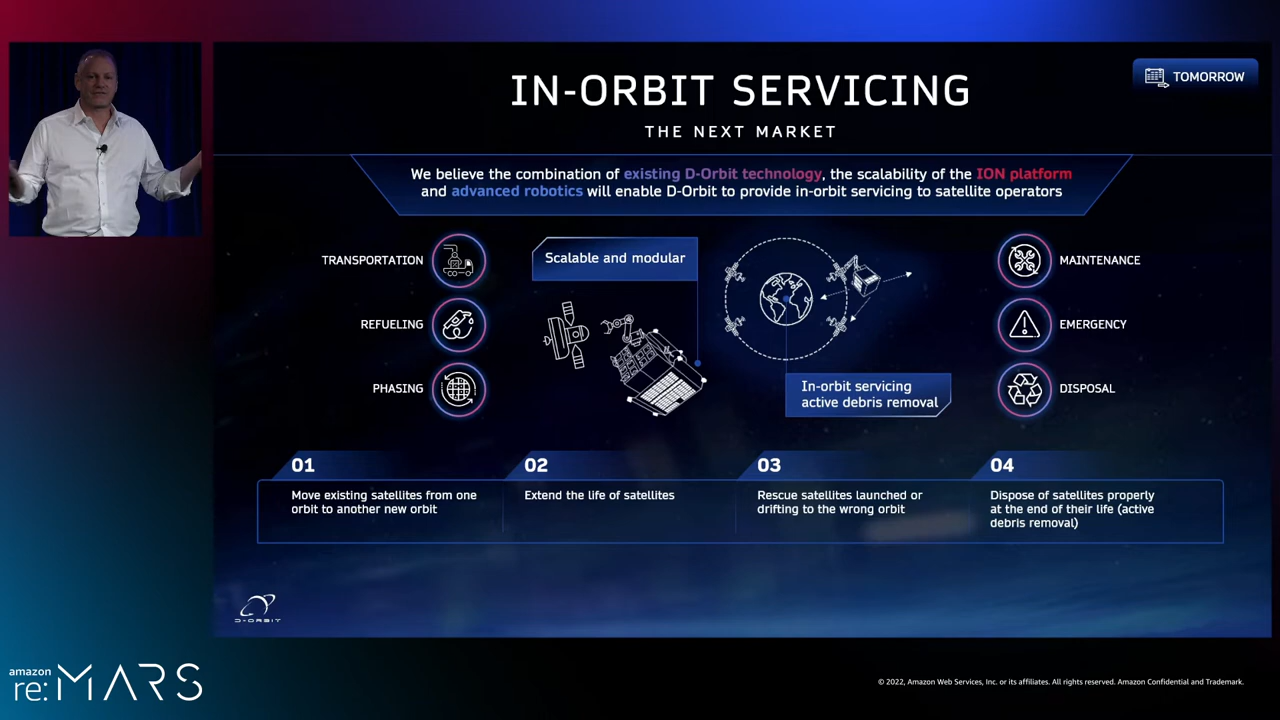 TOMORROW
IN-ORBIT SERVICING
THE NEXT MARKET
We believe the combination of existing D-Orbit technology, the scalability of the ION platform
and advanced robotics will enable D-Orbit to provide in-orbit servicing to satellite operators
TRANSPORTATION
REFUELING
PHASING
Scalable and modular
In-orbit servicing
active debris removal
MAINTENANCE
EMERGENCY
DISPOSAL
01
Move existing satellites from one
orbit to another new orbit
02
Extend the life of satellites
03
Rescue satellites launched or
drifting to the wrong orbit
04
Dispose of satellites properly
at the end of their life (active
debris removal)
D-ORBIT
amazon
re:MARS
© 2022, Amazon Web Services, Inc. or its affiliates. All rights reserved. Amazon Confidential and Trademark.